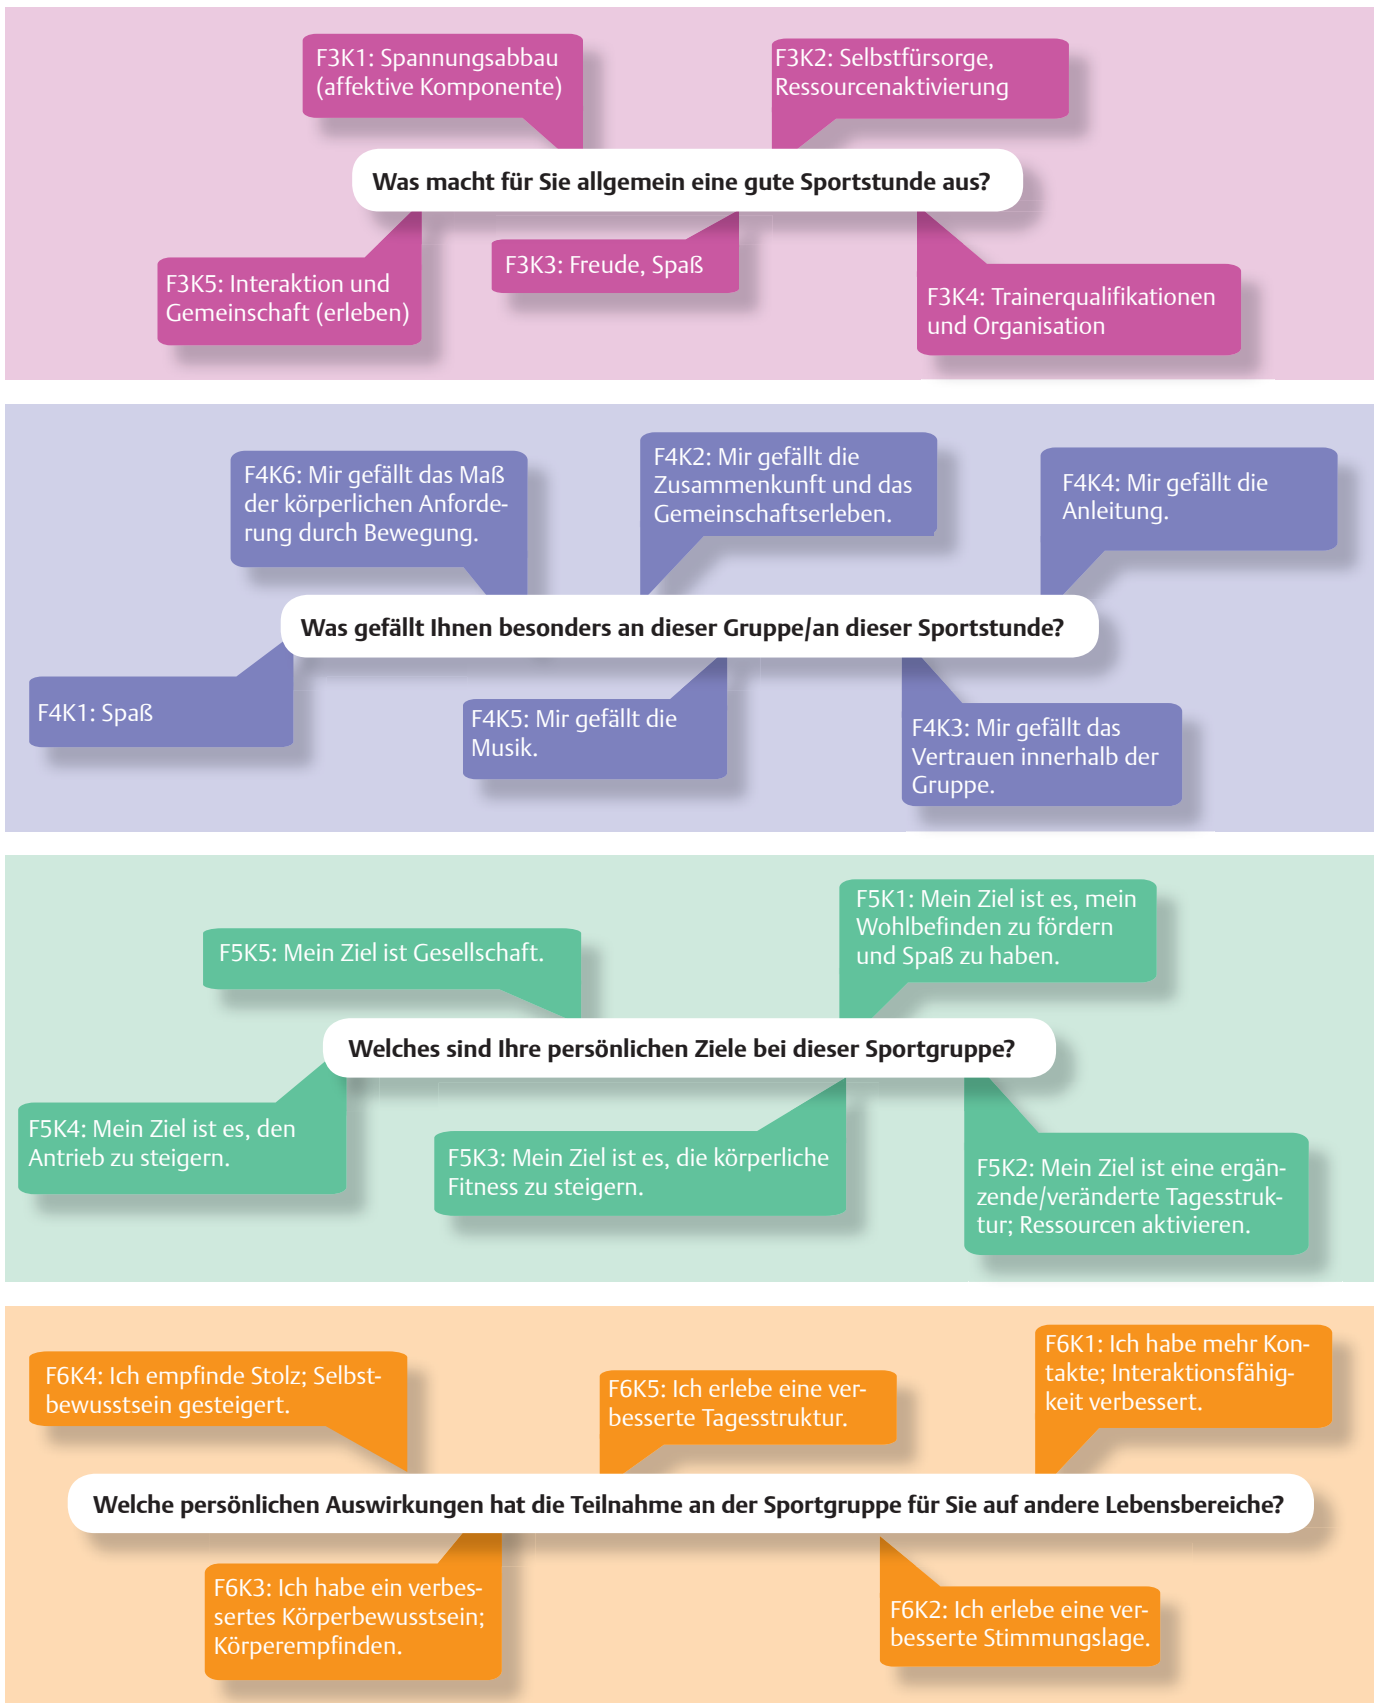 F3K1: Spannungsabbau
(affektive Komponente)
F3K2: Selbstfürsorge,
Ressourcenaktivierung
Was macht für Sie allgemein eine gute Sportstunde aus?
F3K5: Interaktion und
Gemeinschaft (erleben)
F3K3: Freude, Spaß
F3K4: Trainerqualifikationen
und Organisation
F4K6: Mir gefällt das Maß
der körperlichen Anforde-
rung durch Bewegung.
F4K2: Mir gefällt die
Zusammenkunft und das
Gemeinschaftserleben.
F4K4: Mir gefällt die
Anleitung.
Was gefällt Ihnen besonders an dieser Gruppe/an dieser Sportstunde?
F4K1: Spaß
F4K5: Mir gefällt die
Musik.
F4K3: Mir gefällt das
Vertrauen innerhalb der
Gruppe.
F5K5: Mein Ziel ist Gesellschaft.
F5K1: Mein Ziel ist es, mein
Wohlbefinden zu fördern
und Spaß zu haben.
Welches sind Ihre persönlichen Ziele bei dieser Sportgruppe?
F5K4: Mein Ziel ist es, den
Antrieb zu steigern.
F5K3: Mein Ziel ist es, die körperliche
Fitness zu steigern.
F5K2: Mein Ziel ist eine ergän-
zende/veränderte Tagesstruk-
tur; Ressourcen aktivieren.
F6K4: Ich empfinde Stolz; Selbst-
bewusstsein gesteigert.
F6K5: Ich erlebe eine ver-
besserte Tagesstruktur.
F6K1: Ich habe mehr Kon-
takte; Interaktionsfähig-
keit verbessert.
Welche persönlichen Auswirkungen hat die Teilnahme an der Sportgruppe für Sie auf andere Lebensbereiche?
F6K3: Ich habe ein verbes-
sertes Körperbewusstsein;
Körperempfinden.
F6K2: Ich erlebe eine ver-
besserte Stimmungslage.